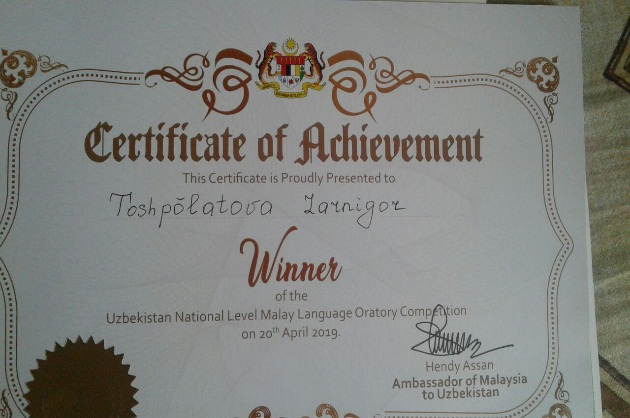 Certificate of Achievement
This Certificate is Proudly Presented to
Toshpŏlatova Zarnigor
Winner
of the
Uzbekistan National Level Malay Language Oratory Competition
on 20th April 2019.
Hendy Assan
Ambassador of Malaysia
to Uzbekistan